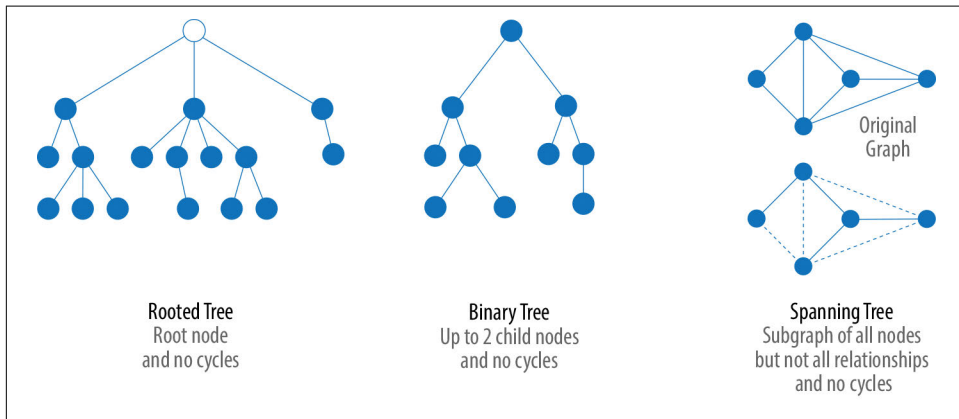 Original
Graph
Rooted Tree
Root node
and no cycles
Binary Tree
Up to 2 child nodes
and no cycles
Spanning Tree
Subgraph of all nodes
but not all relationships
and no cycles